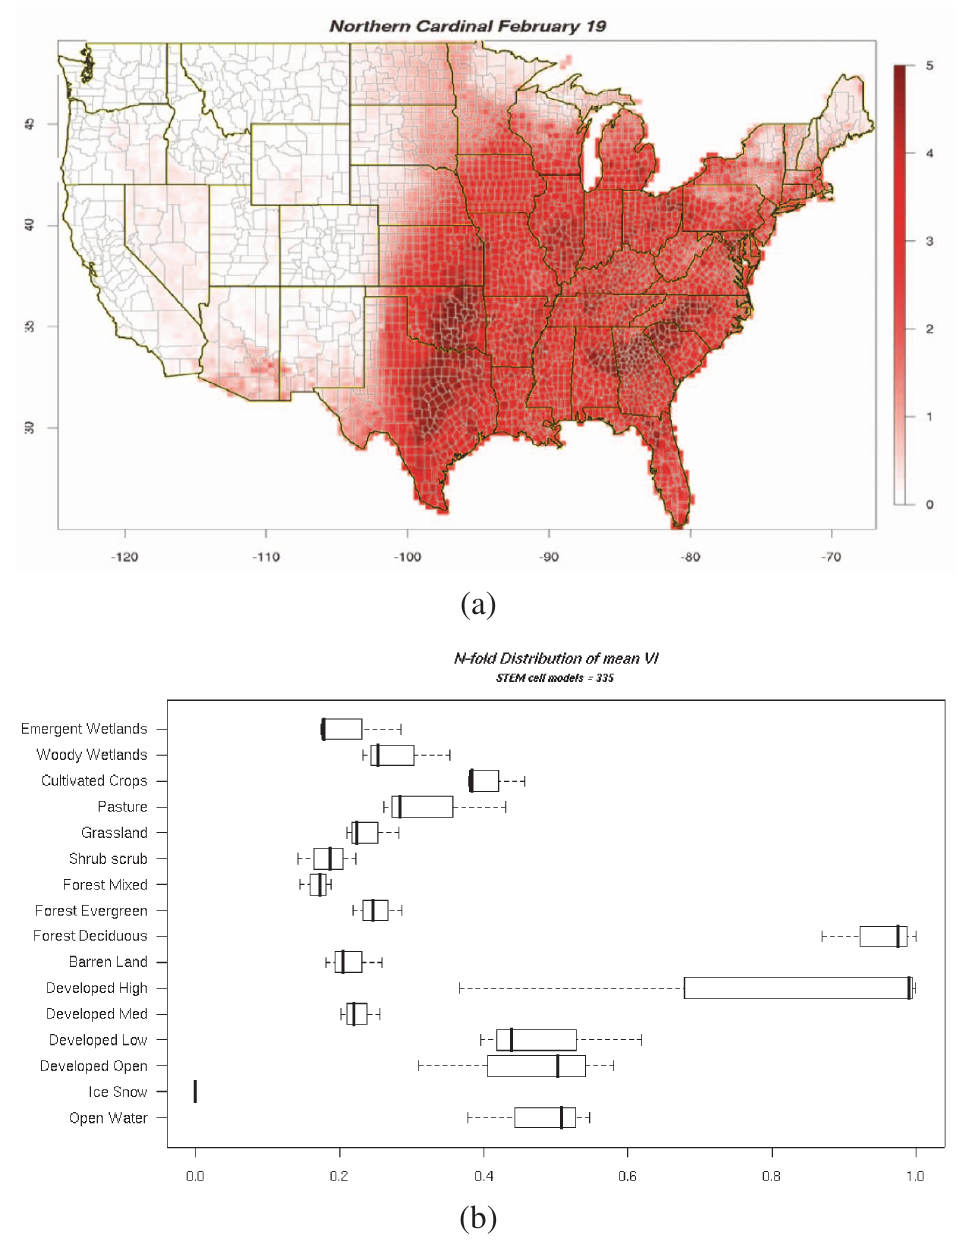 Northern Cardinal February 19
5
45
4
40
3
35
2
30
1
0
-120 -110 -100 -90 -80 -70
(a)
N-fold Distribution of mean VI
STEM cell models = 335
Emergent Wetlands
Woody Wetlands
Cultivated Crops
Pasture
Grassland
Shrub scrub
Forest Mixed
Forest Evergreen
Forest Deciduous
Barren Land
Developed High
Developed Med
Developed Low
Developed Open
Ice Snow
Open Water
0.0 0.2 0.4 0.6 0.8 1.0
(b)